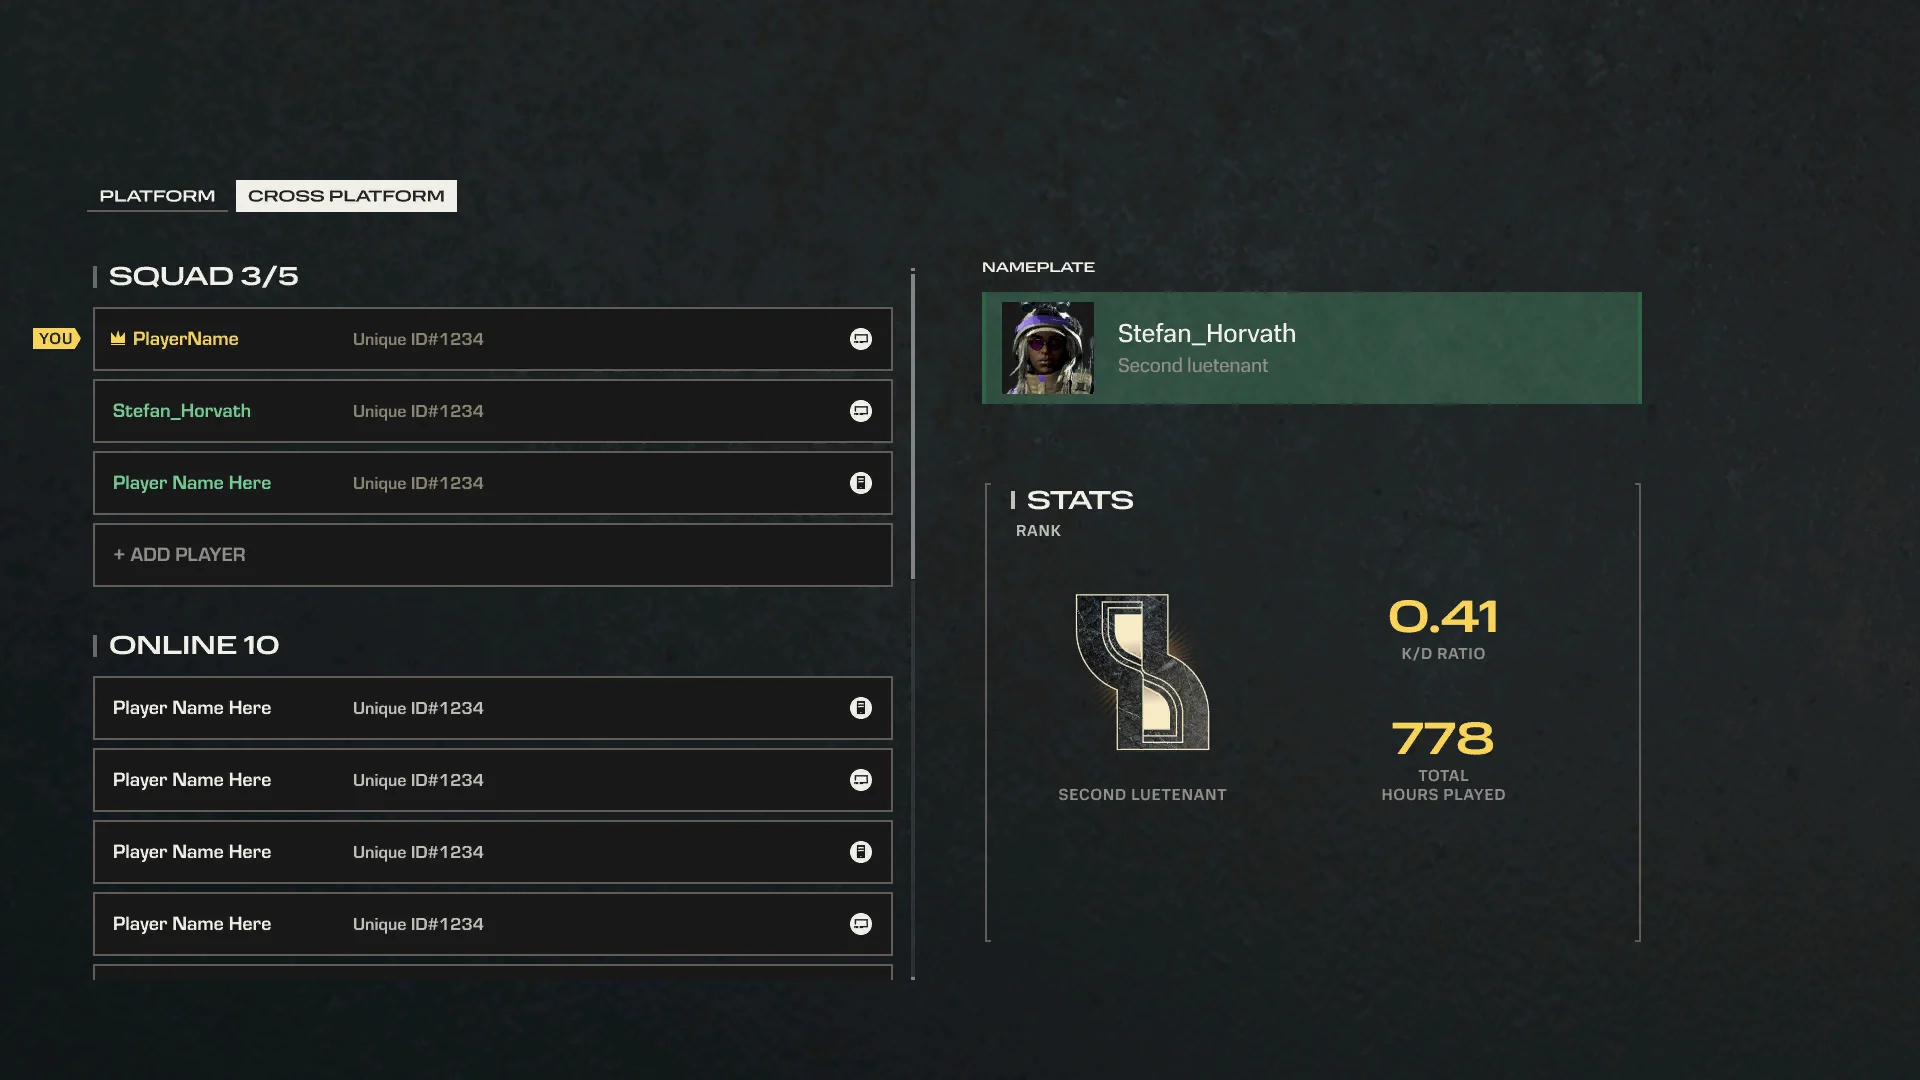 PLATFORM
CROSS PLATFORM
SQUAD 3/5
YOU
PlayerName
Unique ID#1234
Stefan_Horvath
Unique ID#1234
Player Name Here
Unique ID#1234
+ ADD PLAYER
ONLINE 10
Player Name Here
Unique ID#1234
Player Name Here
Unique ID#1234
Player Name Here
Unique ID#1234
Player Name Here
Unique ID#1234
NAMEPLATE
Stefan_Horvath
Second luetenant
STATS
RANK
SECOND LUETENANT
0.41
K/D RATIO
778
TOTAL
HOURS PLAYED